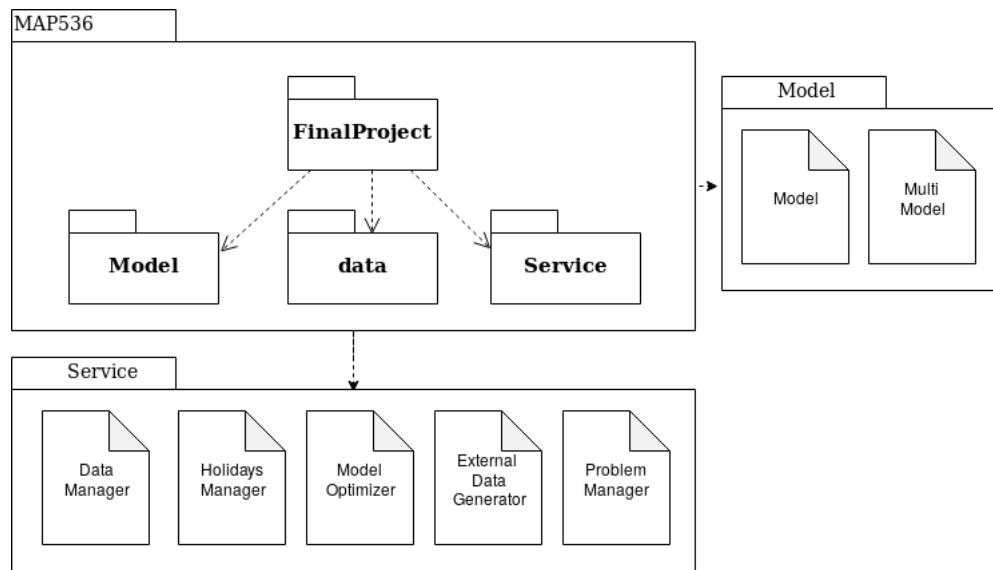 MAP536
FinalProject
Model
data
Service
Model
Model
Multi
Model
Service
Data
Manager
Holidays
Manager
Model
Optimizer
External
Data
Generator
Problem
Manager